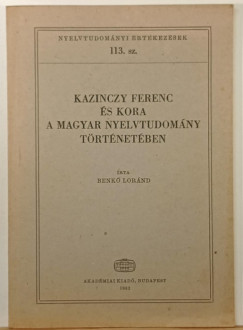 NYELVTUDOMÁNYI ÉRTEKEZÉSEK
113. sz.
KAZINCZY FERENC
ÉS KORA
A MAGYAR NYELVTUDOMÁNY
TÖRTÉNETÉBEN
ÍRTA
BENKŐ LORÁND
AKADÉMIAI KIADÓ, BUDAPEST